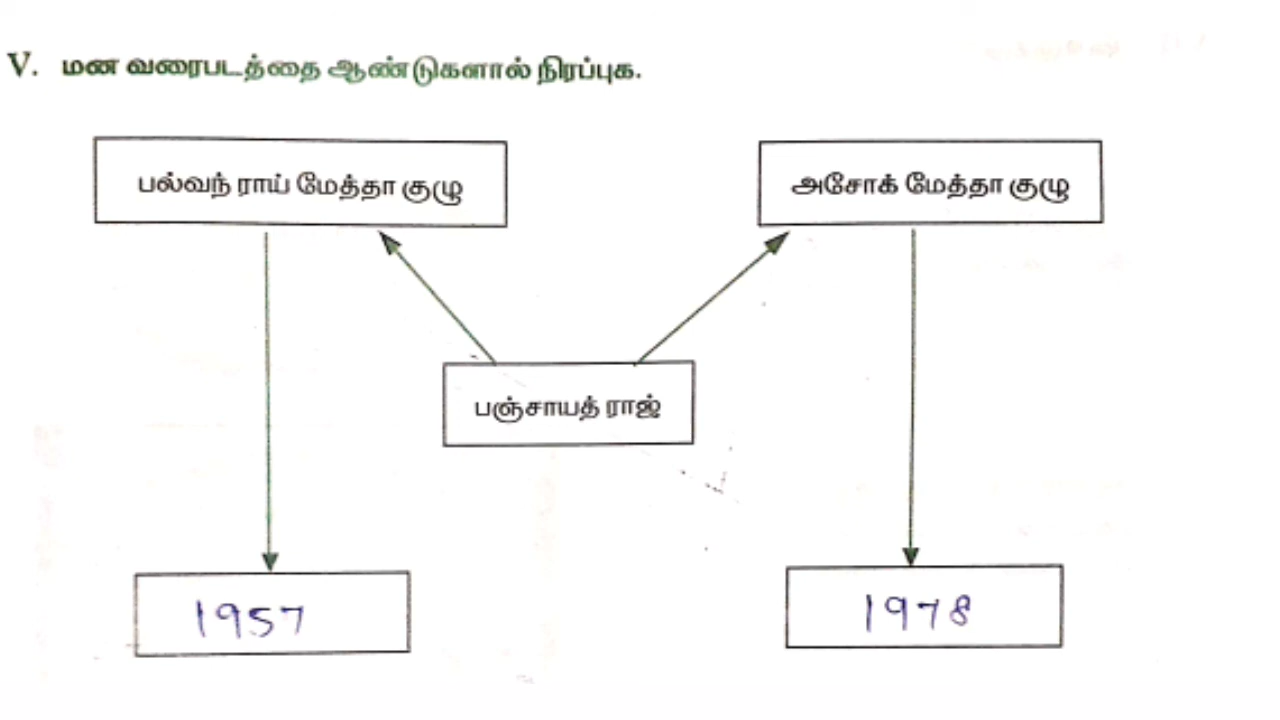 V. மன வரைபடத்தை ஆண்டுகளால் நிரப்புக.
பல்வந் ராய் மேத்தா குழு
அசோக் மேத்தா குழு
பஞ்சாயத் ராஜ்
1957
1978